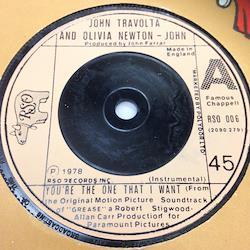 JOHN TRAVOLTA
AND OLIVIA NEWTON - JOHN
Produced by John Farrar
Made in
England
RSO
A
Famous
Chappell
RSO 006
(2090 279)
45
(P) 1978
RSO RECORDS INC
(Instrumental)
YOU'RE THE ONE THAT I WANT (From
the Original Motion Picture Soundtrack
of "GREASE" a Robert Stigwood-
Allan Carr Production for
Paramount Pictures